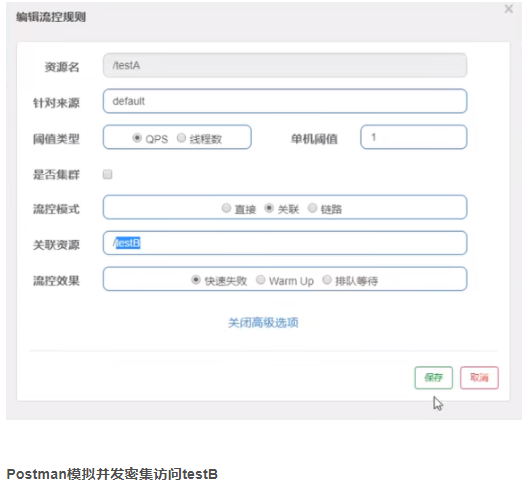 编辑流控规则 ×
资源名 /testA
针对来源 default
阈值类型 QPS 线程数 单机阈值 1
是否集群
流控模式 直接 关联 链路
关联资源 /testB
流控效果 快速失败 Warm Up 排队等待
关闭高级选项
保存 取消
Postman模拟并发密集访问testB